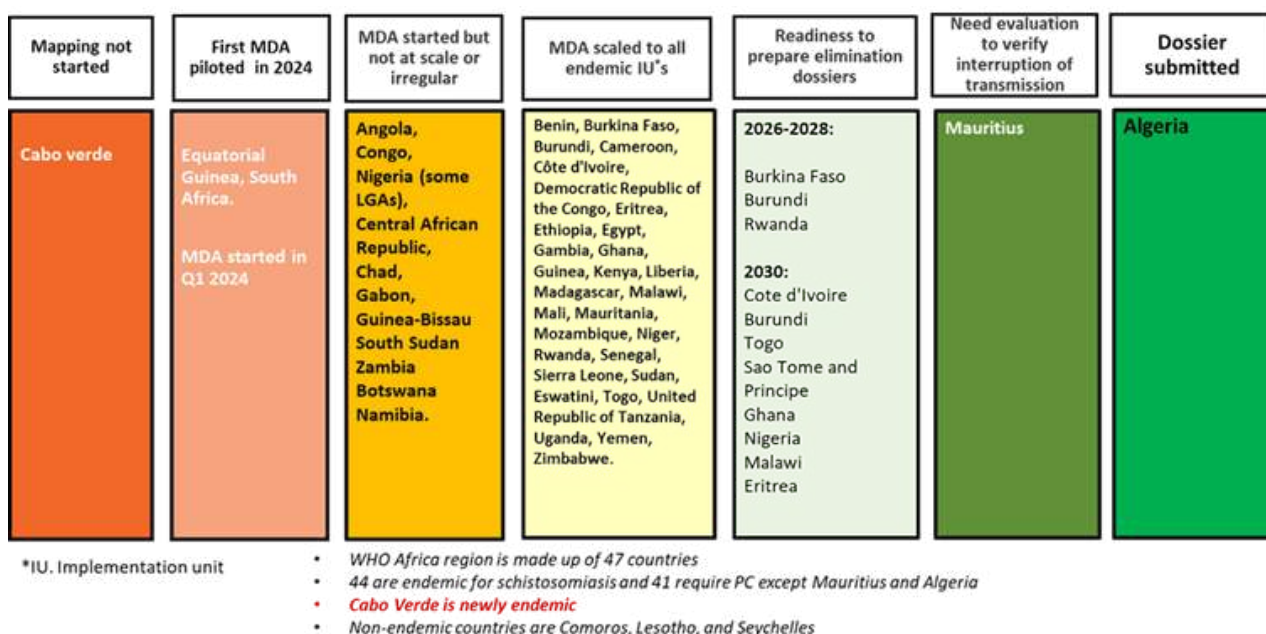 Mapping not
started
First MDA
piloted in 2024
MDA started but
not at scale or
irregular
MDA scaled to all
endemic IU*s
Readiness to
prepare elimination
dossiers
Need evaluation
to verify
interruption of
transmission
Dossier
submitted
Cabo verde
Equatorial
Guinea, South
Africa.
MDA started in
Q1 2024
Angola,
Congo,
Nigeria (some
LGAs),
Central African
Republic,
Chad,
Gabon,
Guinea-Bissau
South Sudan
Zambia
Botswana
Namibia.
Benin, Burkina Faso,
Burundi, Cameroon,
Côte d'Ivoire,
Democratic Republic of
the Congo, Eritrea,
Ethiopia, Egypt,
Gambia, Ghana,
Guinea, Kenya, Liberia,
Madagascar, Malawi,
Mali, Mauritania,
Mozambique, Niger,
Rwanda, Senegal,
Sierra Leone, Sudan,
Eswatini, Togo, United
Republic of Tanzania,
Uganda, Yemen,
Zimbabwe.
2026-2028:
Burkina Faso
Burundi
Rwanda
2030:
Cote d'Ivoire
Burundi
Togo
Sao Tome and
Principe
Ghana
Nigeria
Malawi
Eritrea
Mauritius
Algeria
*IU. Implementation unit
• WHO Africa region is made up of 47 countries
• 44 are endemic for schistosomiasis and 41 require PC except Mauritius and Algeria
• Cabo Verde is newly endemic
• Non-endemic countries are Comoros, Lesotho, and Seychelles